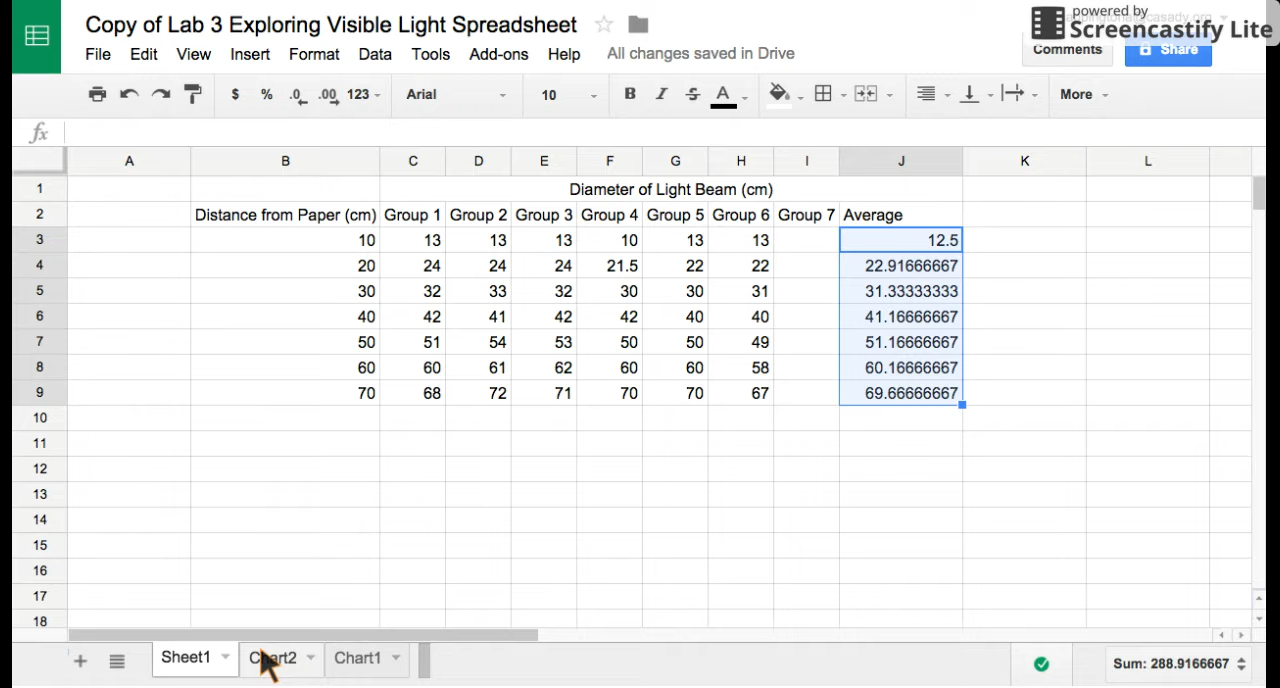 Copy of Lab 3 Exploring Visible Light Spreadsheet
powered by
Screencastify Lite
File Edit View Insert Format Data Tools Add-ons Help All changes saved in Drive
Comments Share
$ % .0 .00 123 Arial 10 B I S A More
fx
A B C D E F G H I J K L
1 Diameter of Light Beam (cm)
2 Distance from Paper (cm) Group 1 Group 2 Group 3 Group 4 Group 5 Group 6 Group 7 Average
3 10 13 13 13 10 13 13 12.5
4 20 24 24 24 21.5 22 22 22.91666667
5 30 32 33 32 30 30 31 31.33333333
6 40 42 41 42 42 40 40 41.16666667
7 50 51 54 53 50 50 49 51.16666667
8 60 60 61 62 60 60 58 60.16666667
9 70 68 72 71 70 70 67 69.66666667
10
11
12
13
14
15
16
17
18
Sheet1 Chart2 Chart1 Sum: 288.9166667